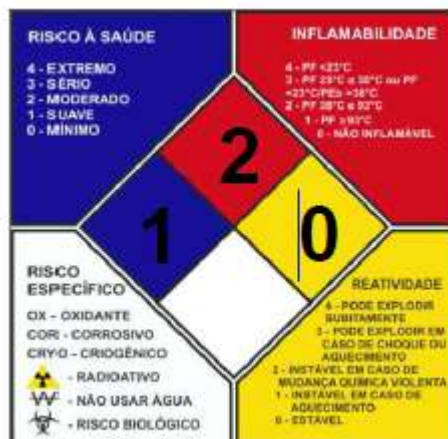 RISCO À SAÚDE
4 - EXTREMO
3 - SÉRIO
2 - MODERADO
1 - SUAVE
0 - MÍNIMO
INFLAMABILIDADE
4 - PF <23°C
3 - PF 23°C a 38°C ou PF
<23°C/PEb >38°C
2 - PF 38°C a 93°C
1 - PF ≥93°C
0 - NÃO INFLAMÁVEL
2
1
0
RISCO
ESPECÍFICO
OX - OXIDANTE
COR - CORROSIVO
CRYO - CRIOGÊNICO
- RADIOATIVO
W - NÃO USAR ÁGUA
- RISCO BIOLÓGICO
REATIVIDADE
4 - PODE EXPLODIR
SUBITAMENTE
3 - PODE EXPLODIR EM
CASO DE CHOQUE OU
AQUECIMENTO
2 - INSTÁVEL EM CASO DE
MUDANÇA QUÍMICA VIOLENTA
1 - INSTÁVEL EM CASO DE
AQUECIMENTO
0 - ESTÁVEL